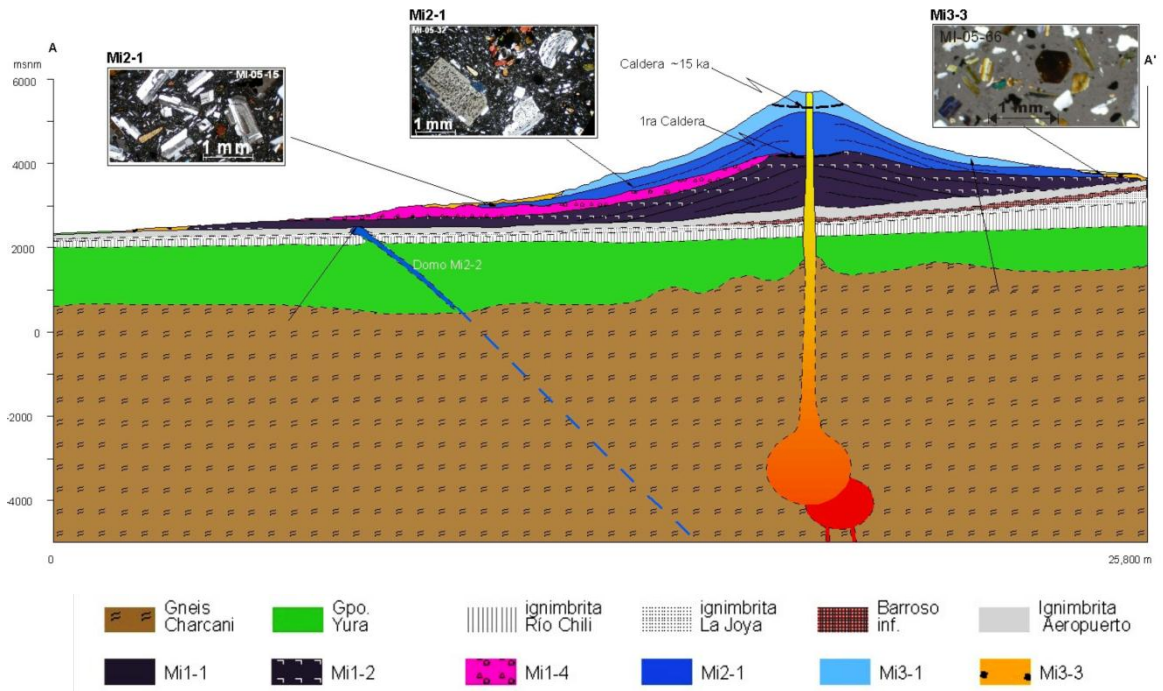 Mi2-1
Mi3-3
A
Mi2-1
MI-05-32
MI-05-66
A'
msnm
MI-05-15
Caldera ~15 ka
6000
1 mm
1 mm
1 mm
1ra Caldera
4000
2000
Domo Mi2-2
0
-2000
-4000
0
25,800 m
Gneis
Charcani
Gpo.
Yura
ignimbrita
Río Chili
ignimbrita
La Joya
Barroso
inf.
Ignimbrita
Aeropuerto
Mi1-1
Mi1-2
Mi1-4
Mi2-1
Mi3-1
Mi3-3